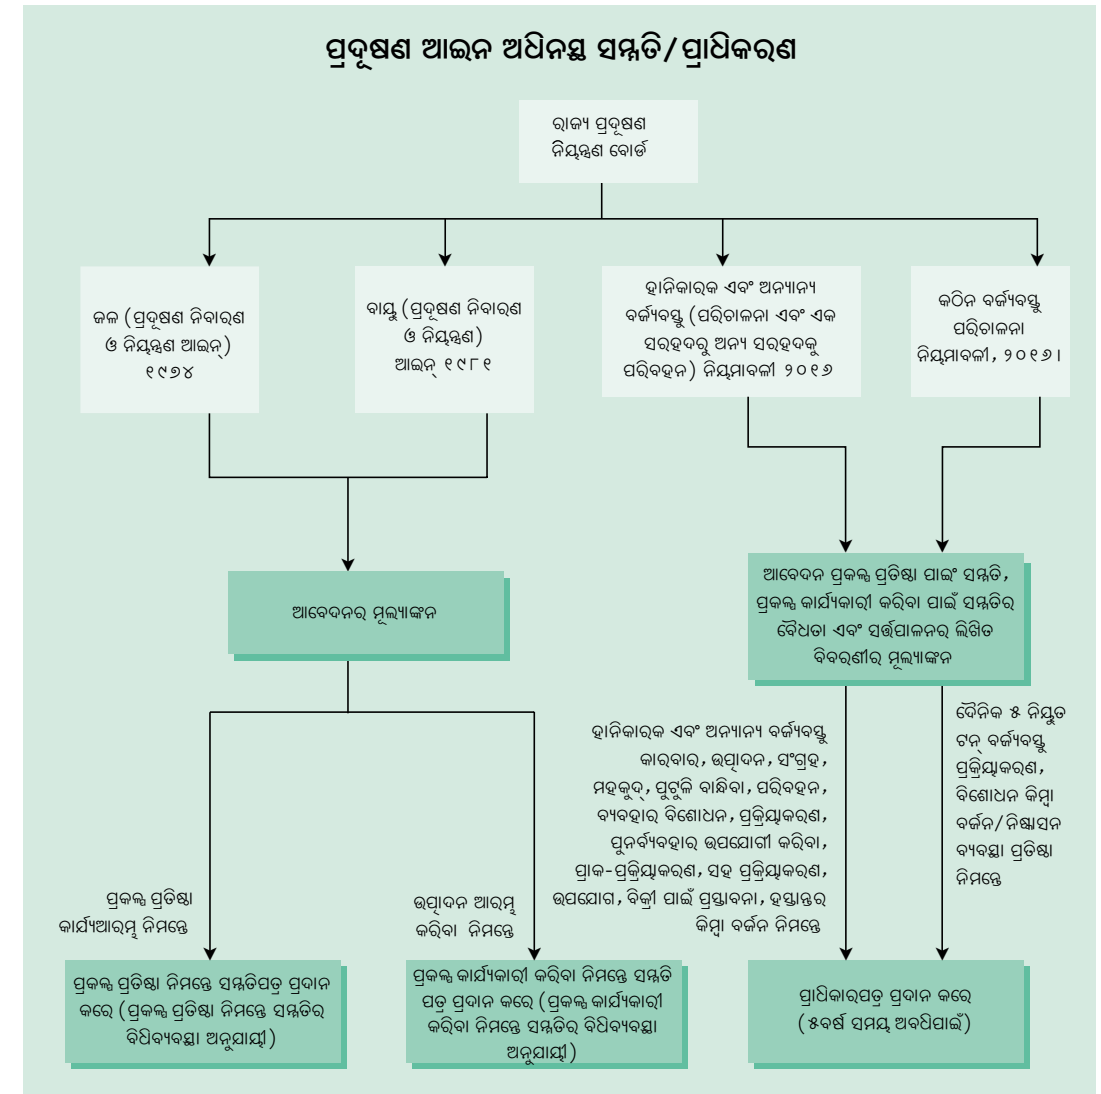 ପ୍ରଦୂଷଣ ଆଇନ ଅଧିନସ୍ଥ ସମ୍ମତି/ପ୍ରାଧିକରଣ
ରାଜ୍ୟ ପ୍ରଦୂଷଣ
ନିୟନ୍ତ୍ରଣ ବୋର୍ଡ
ଜଳ (ପ୍ରଦୂଷଣ ନିବାରଣ
ଓ ନିୟନ୍ତ୍ରଣ ଆଇନ୍)
୧୯୭୪
ବାୟୁ (ପ୍ରଦୂଷଣ ନିବାରଣ
ଓ ନିୟନ୍ତ୍ରଣ)
ଆଇନ୍ ୧୯୮୧
ହାନିକାରକ ଏବଂ ଅନ୍ୟାନ୍ୟ
ବର୍ଜ୍ୟବସ୍ତୁ (ପରିଚାଳନା ଏବଂ ଏକ
ସରହଦରୁ ଅନ୍ୟ ସରହଦକୁ
ପରିବହନ) ନିୟମାବଳୀ ୨୦୧୬
କଠିନ ବର୍ଜ୍ୟବସ୍ତୁ
ପରିଚାଳନା
ନିୟମାବଳୀ, ୨୦୧୬।
ଆବେଦନର ମୂଲ୍ୟାଙ୍କନ
ଆବେଦନ ପ୍ରକଳ୍ପ ପ୍ରତିଷ୍ଠା ପାଇଂ ସମ୍ମତି,
ପ୍ରକଳ୍ପ କାର୍ଯ୍ୟକାରୀ କରିବା ପାଇଁ ସମ୍ମତିର
ବୈଧତା ଏବଂ ସର୍ତ୍ତପାଳନର ଲିଖିତ
ବିବରଣୀର ମୂଲ୍ୟାଙ୍କନ
ହାନିକାରକ ଏବଂ ଅନ୍ୟାନ୍ୟ ବର୍ଜ୍ୟବସ୍ତୁ
କାରବାର, ଉତ୍ପାଦନ, ସଂଗ୍ରହ,
ମହଜୁଦ୍, ପୁଟୁଳି ବାନ୍ଧିବା, ପରିବହନ,
ବ୍ୟବହାର ବିଶୋଧନ, ପ୍ରକ୍ରିୟାକରଣ,
ପୁନର୍ବ୍ୟବହାର ଉପଯୋଗୀ କରିବା,
ପ୍ରାକ-ପ୍ରକ୍ରିୟାକରଣ, ସହ ପ୍ରକ୍ରିୟାକରଣ,
ଉପଯୋଗ, ବିକ୍ରୀ ପାଇଁ ପ୍ରସ୍ତାବନା, ହସ୍ତାନ୍ତର
କିମ୍ବା ବର୍ଜନ ନିମନ୍ତେ
ଦୈନିକ ୫ ନିୟୁତ
ଟନ୍ ବର୍ଜ୍ୟବସ୍ତୁ
ପ୍ରକ୍ରିୟାକରଣ,
ବିଶୋଧନ କିମ୍ବା
ବର୍ଜନ/ନିଷ୍କାସନ
ବ୍ୟବସ୍ଥା ପ୍ରତିଷ୍ଠା
ନିମନ୍ତେ
ପ୍ରକଳ୍ପ ପ୍ରତିଷ୍ଠା
କାର୍ଯ୍ୟଆରମ୍ଭ ନିମନ୍ତେ
ଉତ୍ପାଦନ ଆରମ୍ଭ
କରିବା ନିମନ୍ତେ
ପ୍ରକଳ୍ପ ପ୍ରତିଷ୍ଠା ନିମନ୍ତେ ସମ୍ମତିପତ୍ର ପ୍ରଦାନ
କରେ (ପ୍ରକଳ୍ପ ପ୍ରତିଷ୍ଠା ନିମନ୍ତେ ସମ୍ମତିର
ବିଧିବ୍ୟବସ୍ଥା ଅନୁଯାୟୀ)
ପ୍ରକଳ୍ପ କାର୍ଯ୍ୟକାରୀ କରିବା ନିମନ୍ତେ ସମ୍ମତି
ପତ୍ର ପ୍ରଦାନ କରେ (ପ୍ରକଳ୍ପ କାର୍ଯ୍ୟକାରୀ
କରିବା ନିମନ୍ତେ ସମ୍ମତିର ବିଧିବ୍ୟବସ୍ଥା
ଅନୁଯାୟୀ)
ପ୍ରାଧିକାରପତ୍ର ପ୍ରଦାନ କରେ
(୫ବର୍ଷ ସମୟ ଅବଧିପାଇଁ)